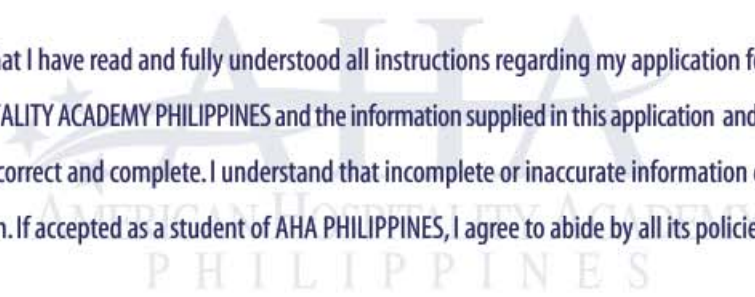 at I have read and fully understood all instructions regarding my application f
ALITY ACADEMY PHILIPPINES and the information supplied in this application and
correct and complete. I understand that incomplete or inaccurate information
. If accepted as a student of AHA PHILIPPINES, I agree to abide by all its policie
AHA
AMERICAN HOSPITALITY ACADEMY
PHILIPPINES